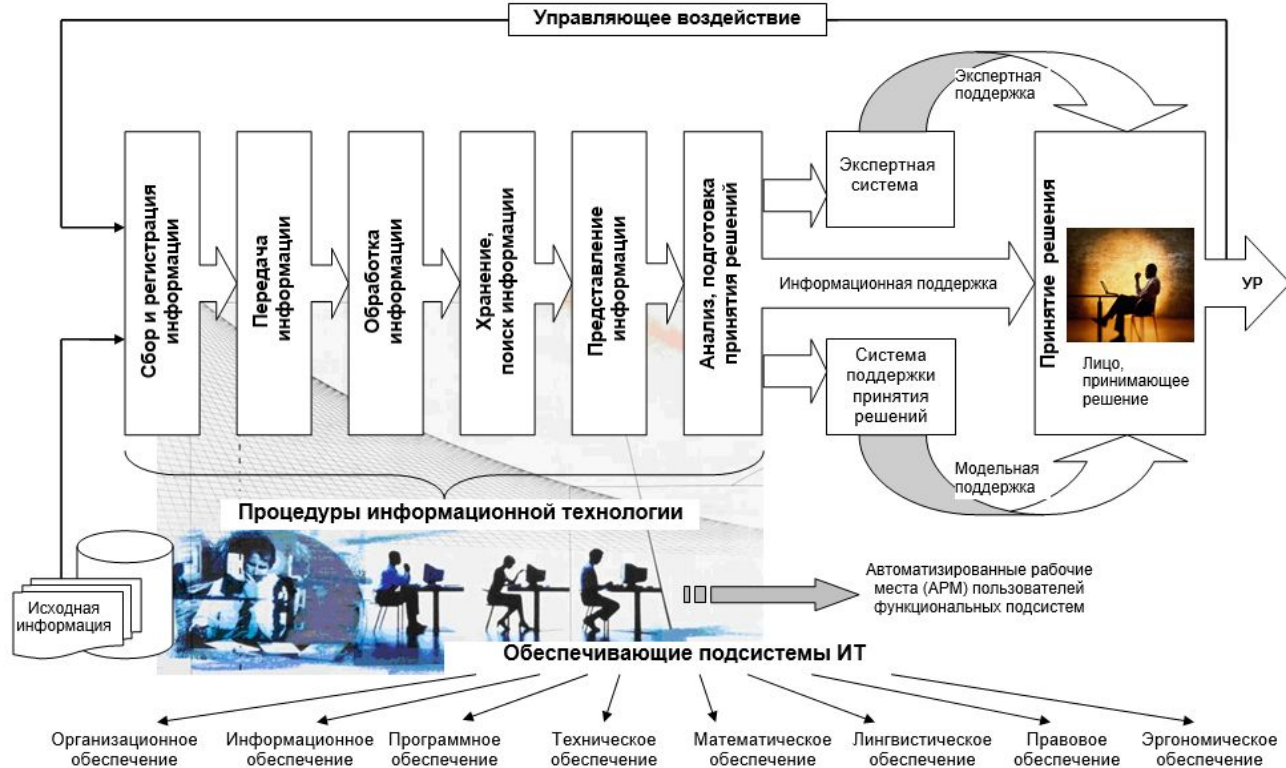 Управляющее воздействие
Экспертная
поддержка
Сбор и регистрация
информации
Передача
информации
Обработка
информации
Хранение,
поиск информации
Представление
информации
Анализ, подготовка
принятия решений
Экспертная
система
Информационная поддержка
Система
поддержки
принятия
решений
Принятие решения
Лицо,
принимающее
решение
УР
Модельная
поддержка
Процедуры информационной технологии
Исходная
информация
Автоматизированные рабочие
места (АРМ) пользователей
функциональных подсистем
Обеспечивающие подсистемы ИТ
Организационное
обеспечение
Информационное
обеспечение
Программное
обеспечение
Техническое
обеспечение
Математическое
обеспечение
Лингвистическое
обеспечение
Правовое
обеспечение
Эргономическое
обеспечение